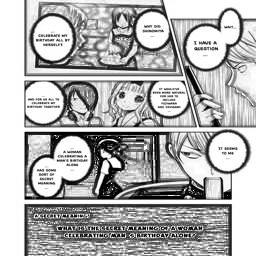 WAIT...
I HAVE A
QUESTION
...
WHY DID
SHINOMIYA
...
CELEBRATE MY
BIRTHDAY ALL BY
HERSELF?
IT WOULD'VE
BEEN MORE NATURAL
FOR HER TO
INCLUDE
FUJIWARA
AND ISHIGAMI
AND FOR US ALL TO
CELEBRATE MY
BIRTHDAY TOGETHER
IT SEEMS
TO ME
A WOMAN
CELEBRATING A
MAN'S BIRTHDAY
ALONE
...
HAS SOME
SORT OF
SECRET
MEANING.
A SECRET MEANING?
WHAT IS THE SECRET MEANING OF A WOMAN
CELEBRATING MAN'S BIRTHDAY ALONE?